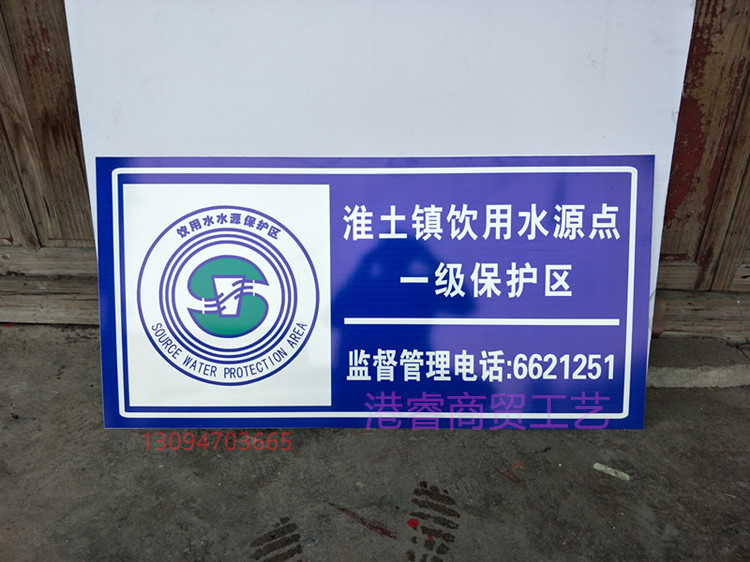 饮用水水源保护区
SOURCE WATER PROTECTION AREA
淮土镇饮用水源点
一级保护区
监督管理电话:6621251
港睿商贸工艺
13094703665